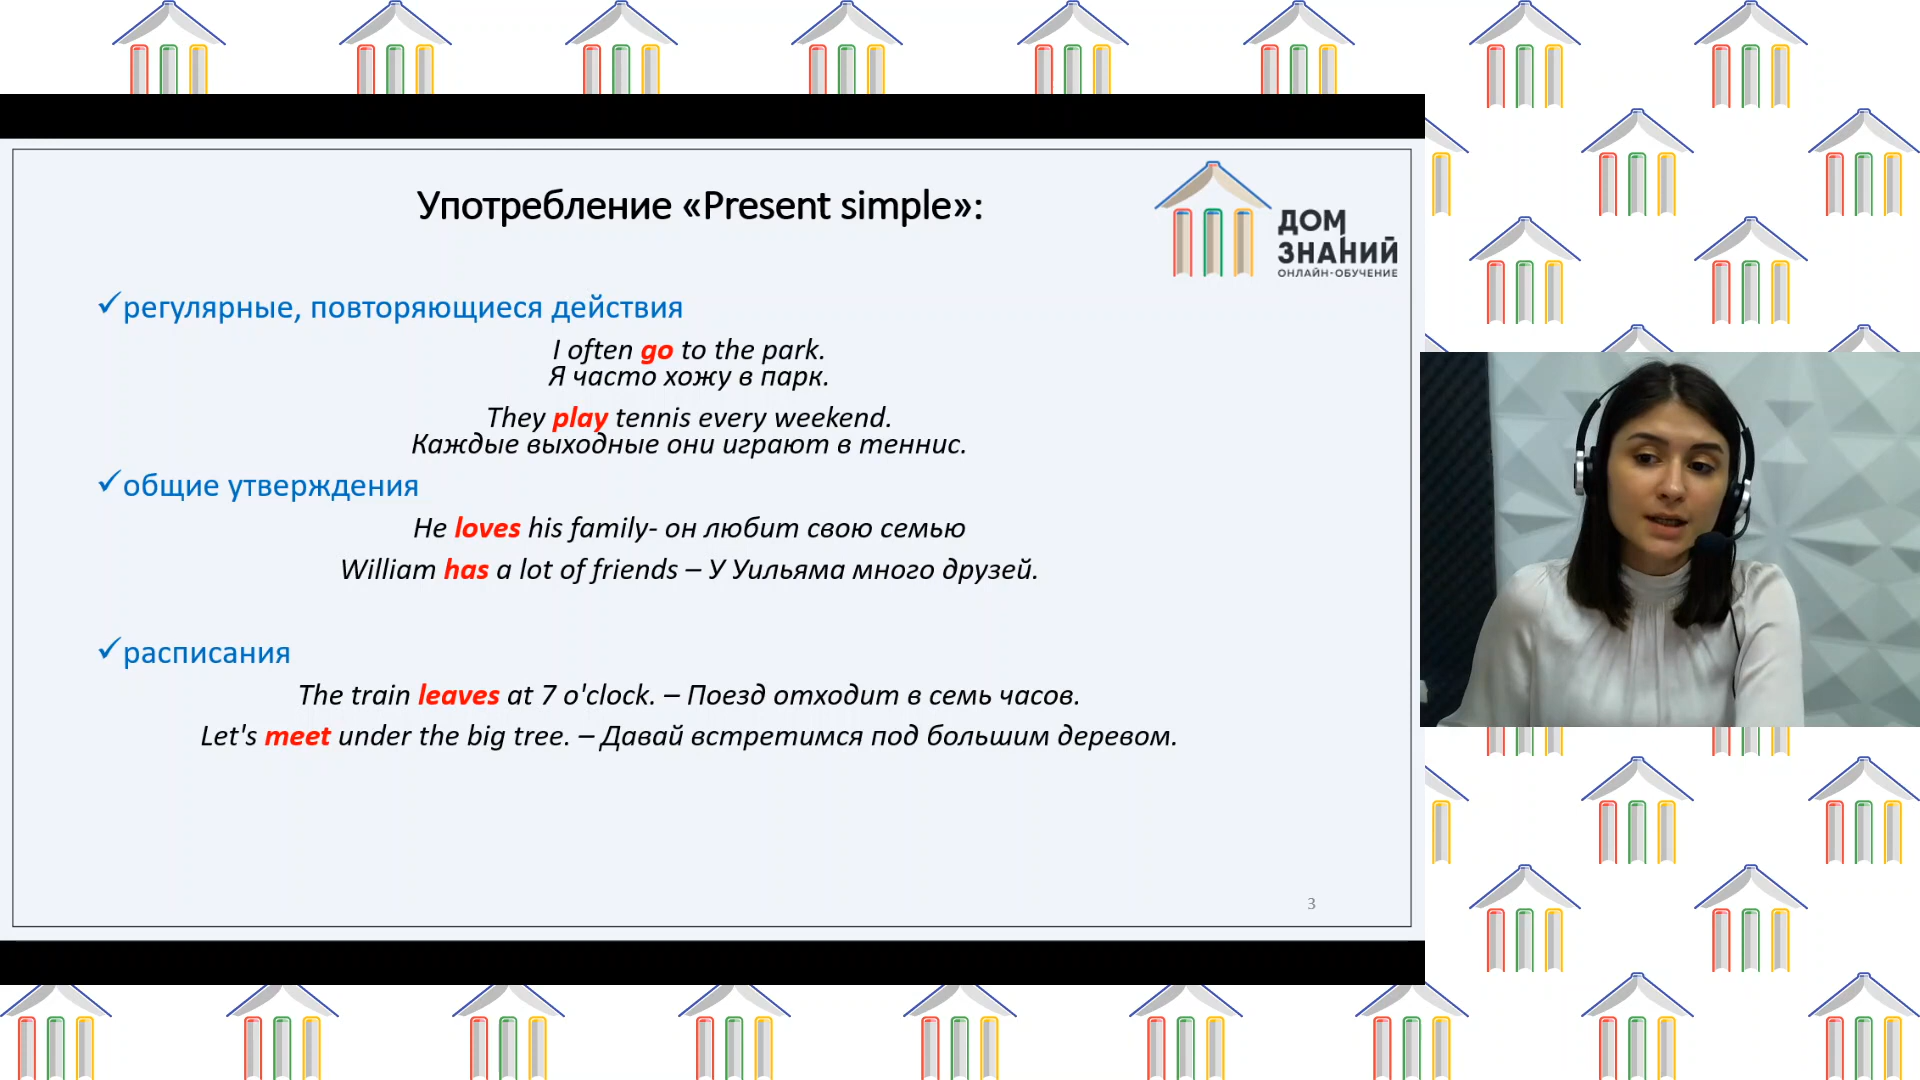 Употребление «Present simple»:
ДОМ
ЗНАНИЙ
ОНЛАЙН-ОБУЧЕНИЕ
✓регулярные, повторяющиеся действия
I often go to the park.
Я часто хожу в парк.
They play tennis every weekend.
Каждые выходные они играют в теннис.
✓общие утверждения
He loves his family- он любит свою семью
William has a lot of friends – У Уильяма много друзей.
✓расписания
The train leaves at 7 o'clock. – Поезд отходит в семь часов.
Let's meet under the big tree. – Давай встретимся под большим деревом.
3